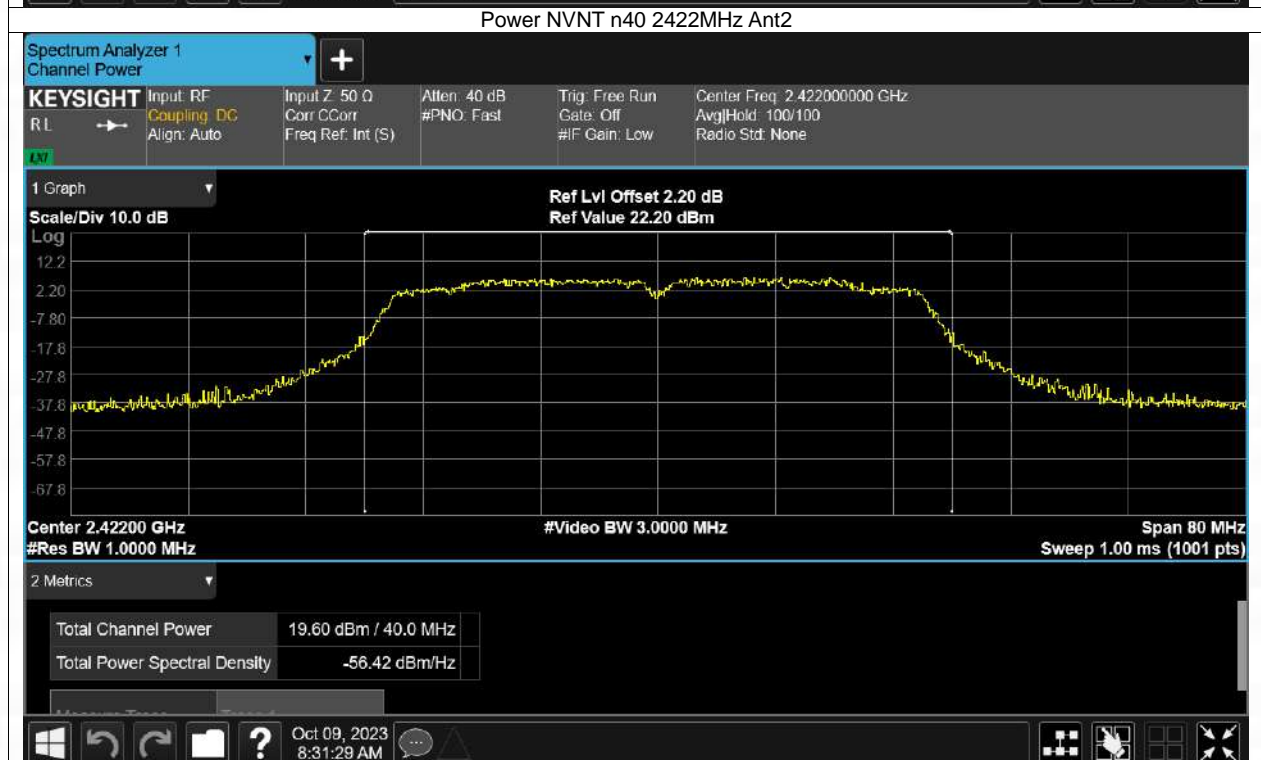 Power NVNT n40 2422MHz Ant2
Spectrum Analyzer 1
Channel Power
+
KEYSIGHT
Input: RF
Coupling: DC
Align: Auto
Input Z: 50 Ω
Corr CCorr
Freq Ref: Int (S)
Atten: 40 dB
#PNO: Fast
Trig: Free Run
Gate: Off
#IF Gain: Low
Center Freq: 2.422000000 GHz
Avg|Hold: 100/100
Radio Std: None
R L
LXI
1 Graph
Ref Lvl Offset 2.20 dB
Scale/Div 10.0 dB
Ref Value 22.20 dBm
Log
12.2
2.20
-7.80
-17.8
-27.8
-37.8
-47.8
-57.8
-67.8
Center 2.42200 GHz
#Video BW 3.0000 MHz
Span 80 MHz
#Res BW 1.0000 MHz
Sweep 1.00 ms (1001 pts)
2 Metrics
Total Channel Power 19.60 dBm / 40.0 MHz
Total Power Spectral Density -56.42 dBm/Hz
?
Oct 09, 2023
8:31:29 AM